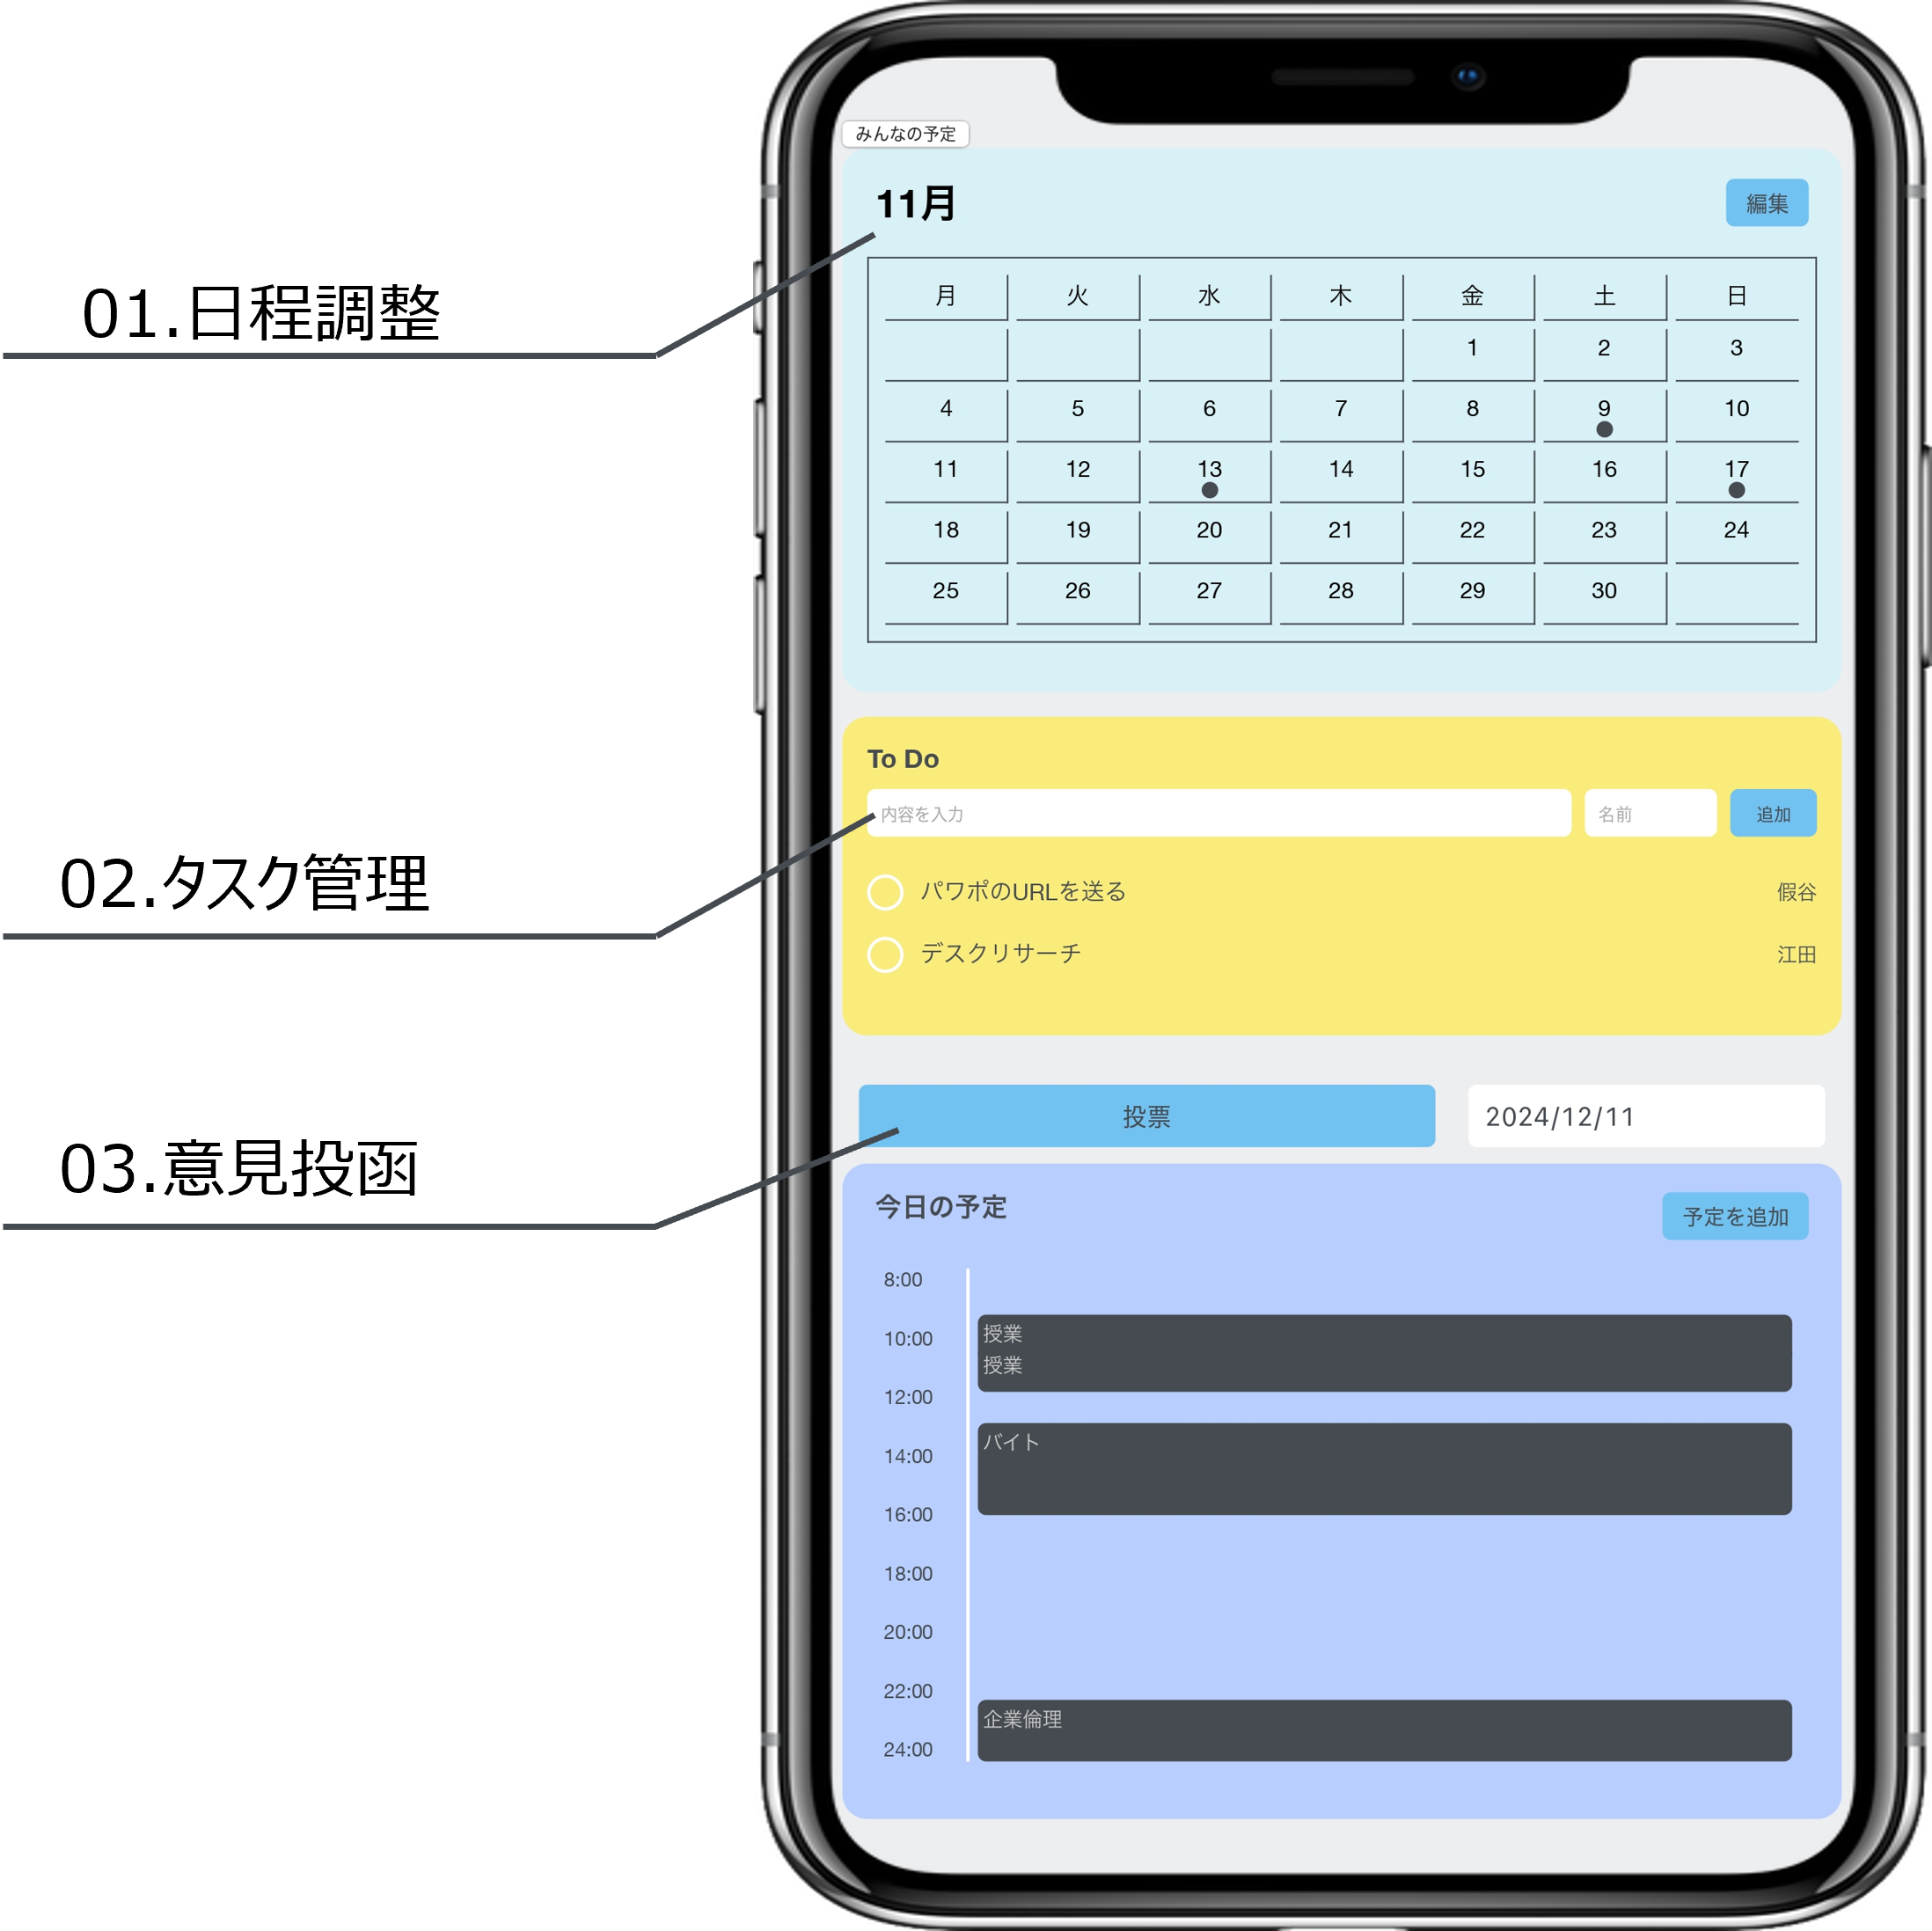 01.日程調整
02.タスク管理
03.意見投函
みんなの予定
11月
編集
月 火 水 木 金 土 日
1 2 3
4 5 6 7 8 9 10
11 12 13 14 15 16 17
18 19 20 21 22 23 24
25 26 27 28 29 30
To Do
内容を入力 名前 追加
パワポのURLを送る 假谷
デスクリサーチ 江田
投票 2024/12/11
今日の予定
予定を追加
8:00
10:00 授業
授業
12:00
バイト
14:00
16:00
18:00
20:00
22:00
企業倫理
24:00